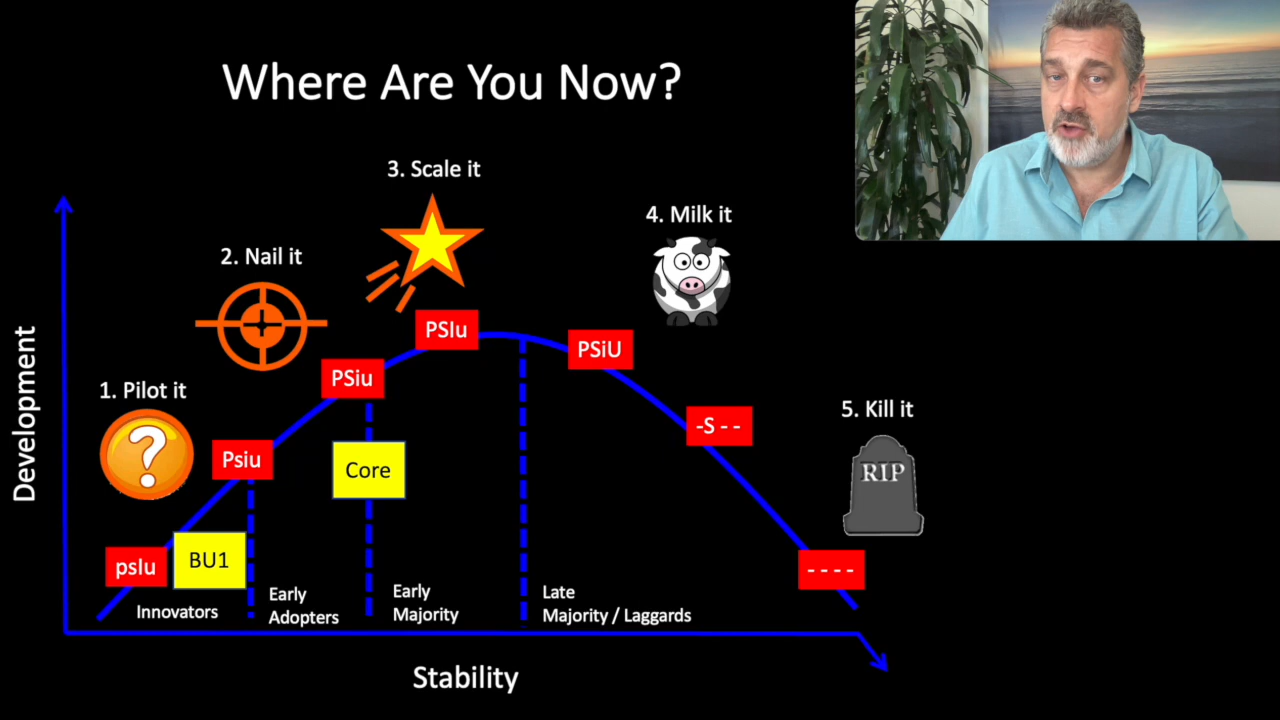 Where Are You Now?
3. Scale it
4. Milk it
2. Nail it
PSIu
PSiU
1. Pilot it
PSiu
5. Kill it
-S - -
Psiu
Core
RIP
psIu
BU1
- - - -
Innovators
Early
Adopters
Early
Majority
Late
Majority / Laggards
Development
Stability